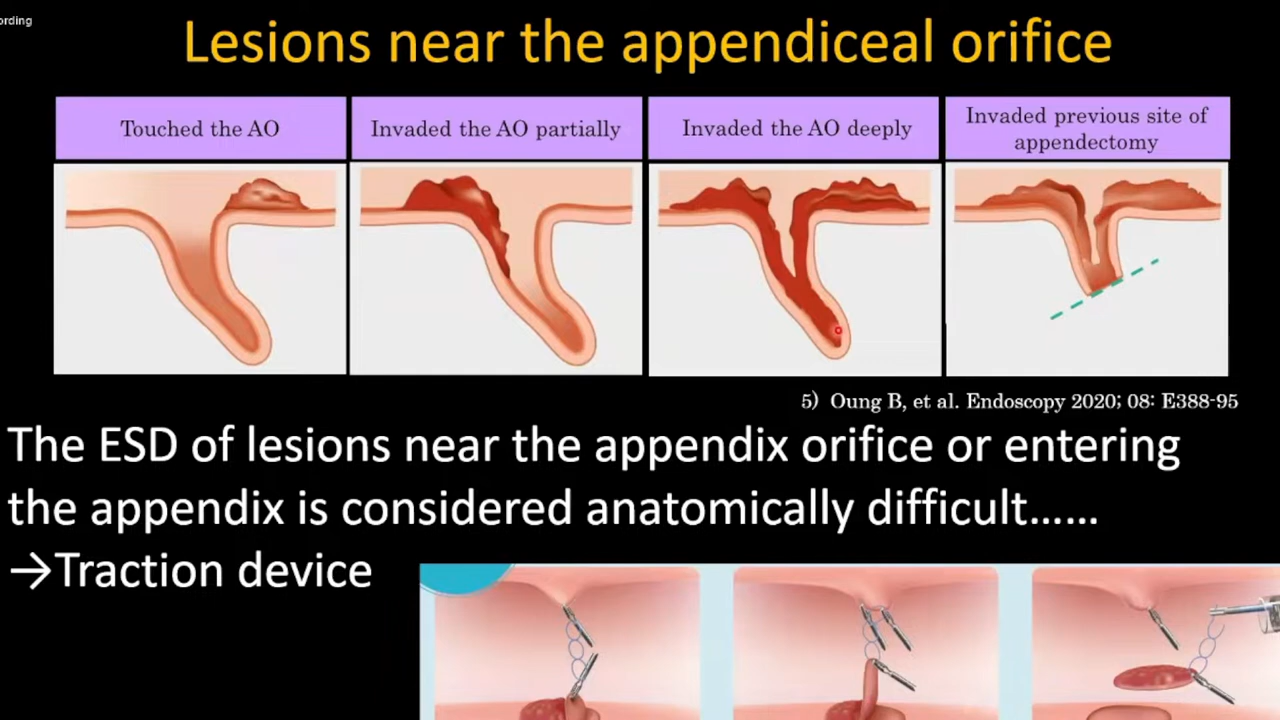 ording
Lesions near the appendiceal orifice
Touched the AO
Invaded the AO partially
Invaded the AO deeply
Invaded previous site of
appendectomy
5) Oung B, et al. Endoscopy 2020; 08: E388-95
The ESD of lesions near the appendix orifice or entering
the appendix is considered anatomically difficult……
→Traction device